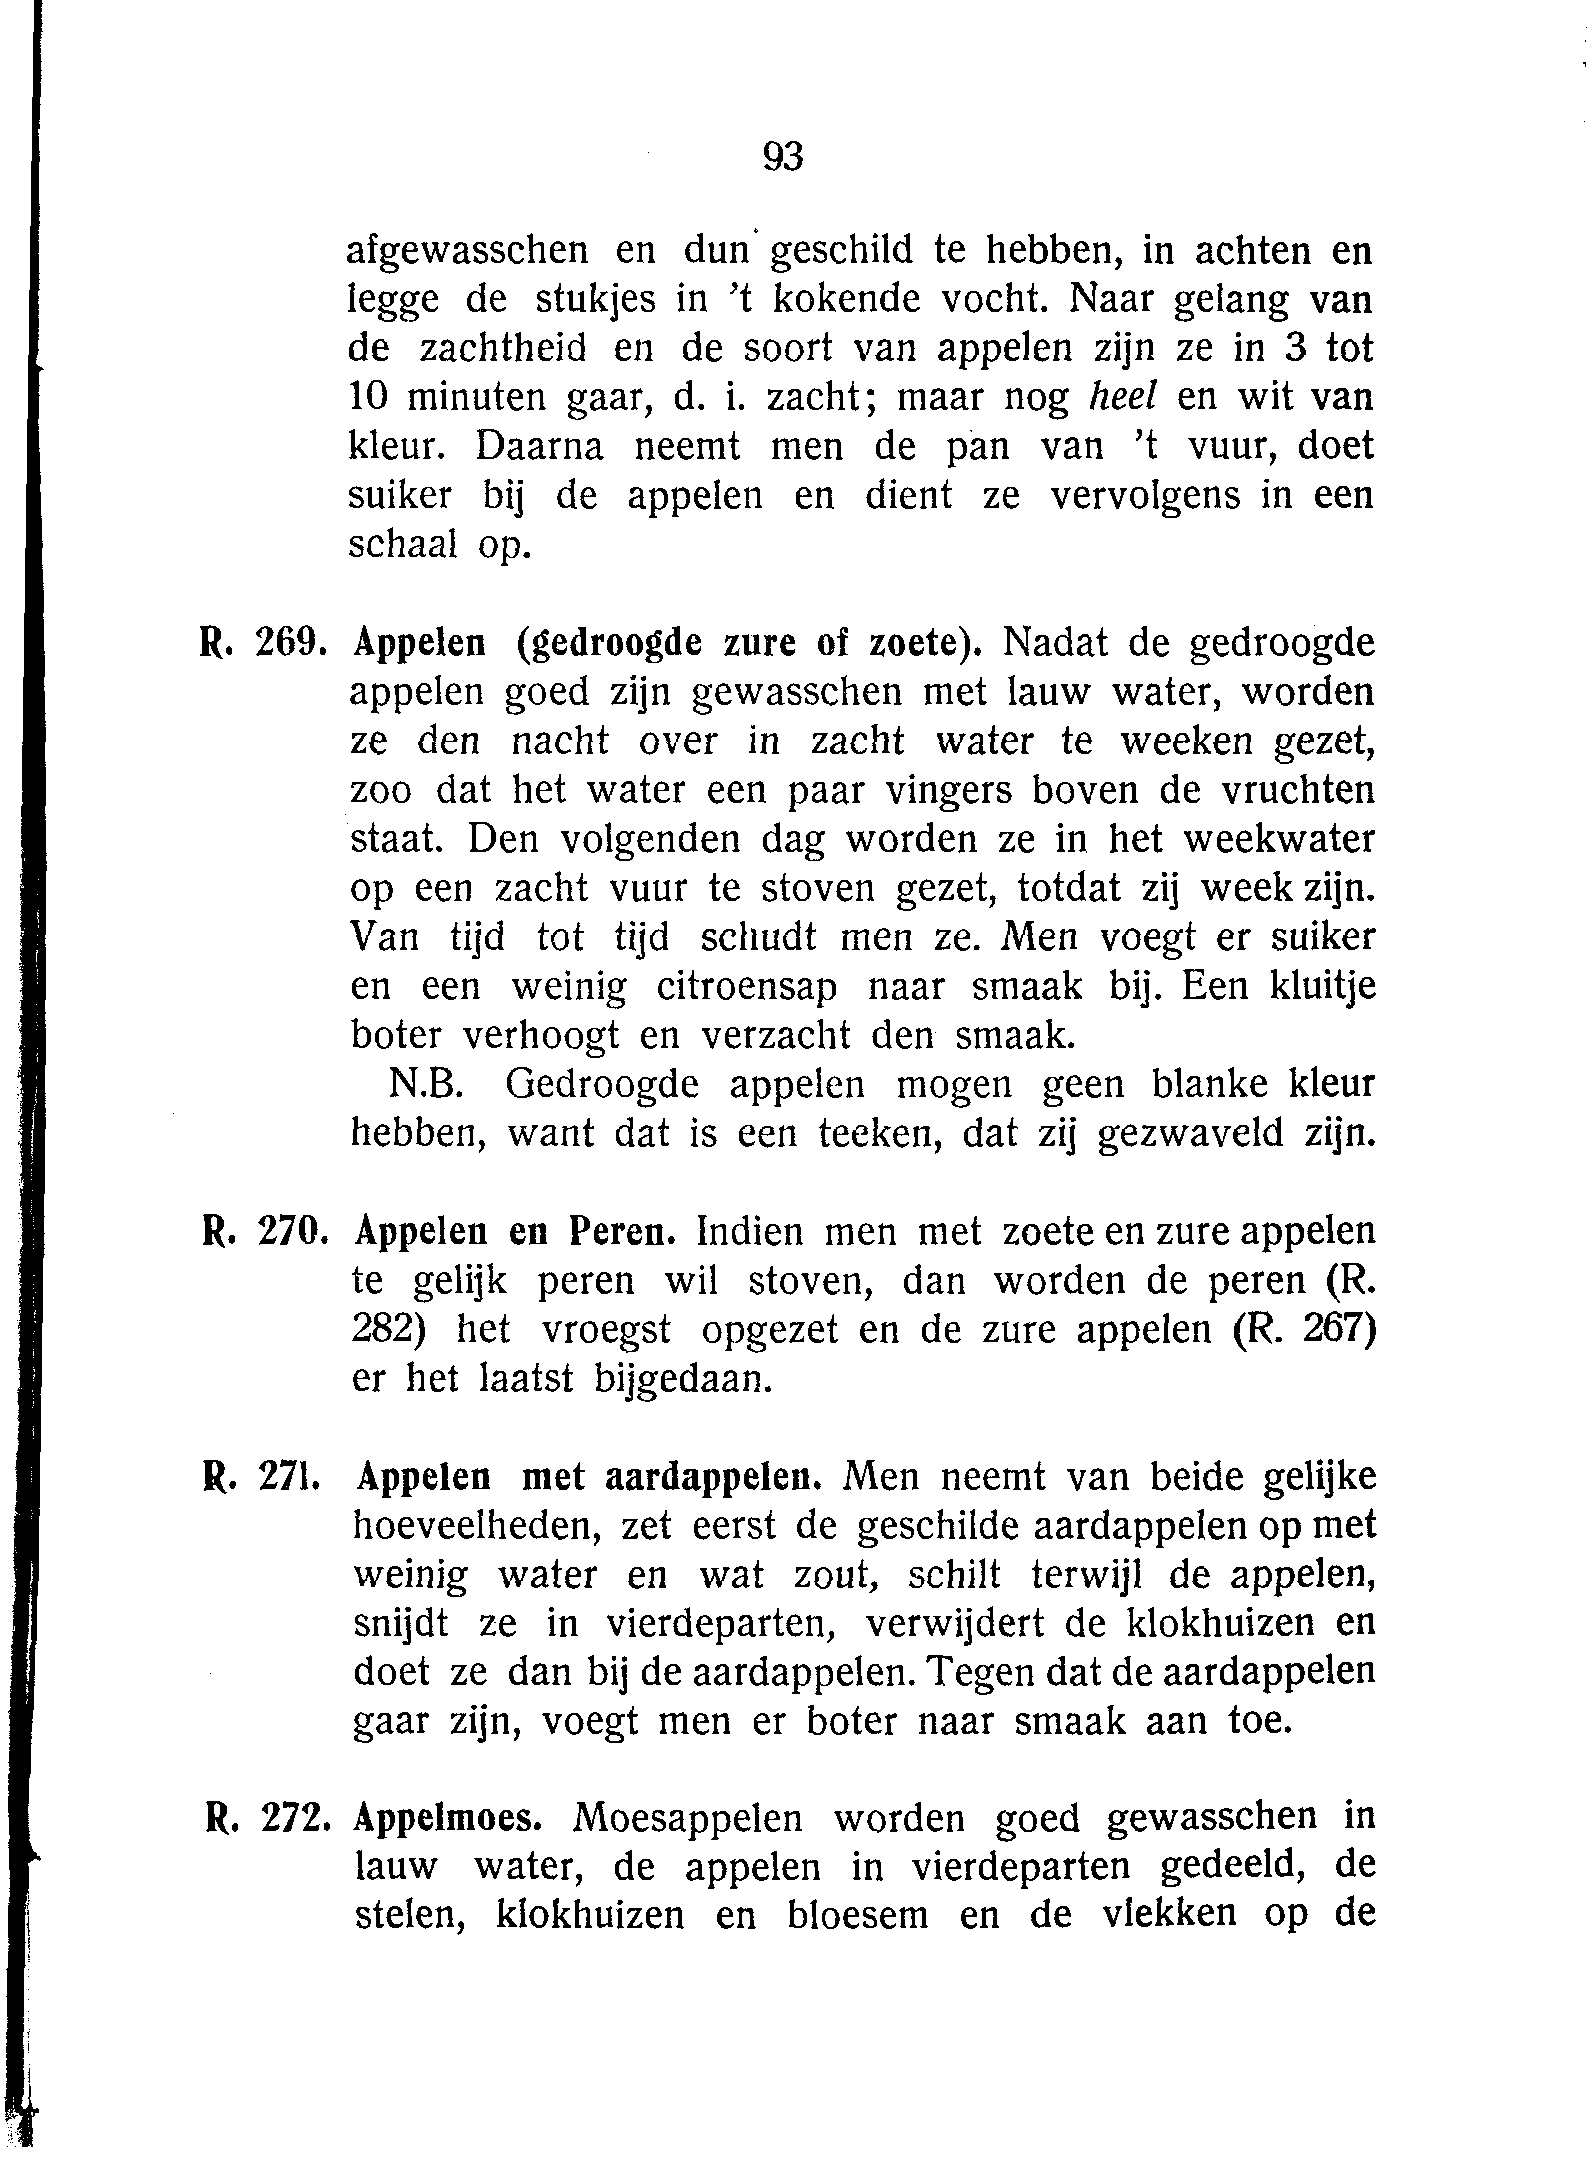 93
afgewasschen en dun geschild te hebben, in achten en
legge de stukjes in 't kokende vocht. Naar gelang van
de zachtheid en de soort van appelen zijn ze in 3 tot
10 minuten gaar, d. i. zacht; maar nog heel en wit van
kleur. Daarna neemt men de pan van 't vuur, doet
suiker bij de appelen en dient ze vervolgens in een
schaal op.
R. 269. Appelen (gedroogde zure of zoete). Nadat de gedroogde
appelen goed zijn gewasschen met lauw water, worden
ze den nacht over in zacht water te weeken gezet,
zoo dat het water een paar vingers boven de vruchten
staat. Den volgenden dag worden ze in het weekwater
op een zacht vuur te stoven gezet, totdat zij week zijn.
Van tijd tot tijd schudt men ze. Men voegt er suiker
en een weinig citroensap naar smaak bij. Een kluitje
boter verhoogt en verzacht den smaak.
N.B. Gedroogde appelen mogen geen blanke kleur
hebben, want dat is een teeken, dat zij gezwaveld zijn.
R. 270. Appelen en Peren. Indien men met zoete en zure appelen
te gelijk peren wil stoven, dan worden de peren (R.
282) het vroegst opgezet en de zure appelen (R. 267)
er het laatst bijgedaan.
R. 271. Appelen met aardappelen. Men neemt van beide gelijke
hoeveelheden, zet eerst de geschilde aardappelen op met
weinig water en wat zout, schilt terwijl de appelen,
snijdt ze in vierdeparten, verwijdert de klokhuizen en
doet ze dan bij de aardappelen. Tegen dat de aardappelen
gaar zijn, voegt men er boter naar smaak aan toe.
R. 272. Appelmoes. Moesappelen worden goed gewasschen in
lauw water, de appelen in vierdeparten gedeeld, de
stelen, klokhuizen en bloesem en de vlekken op de